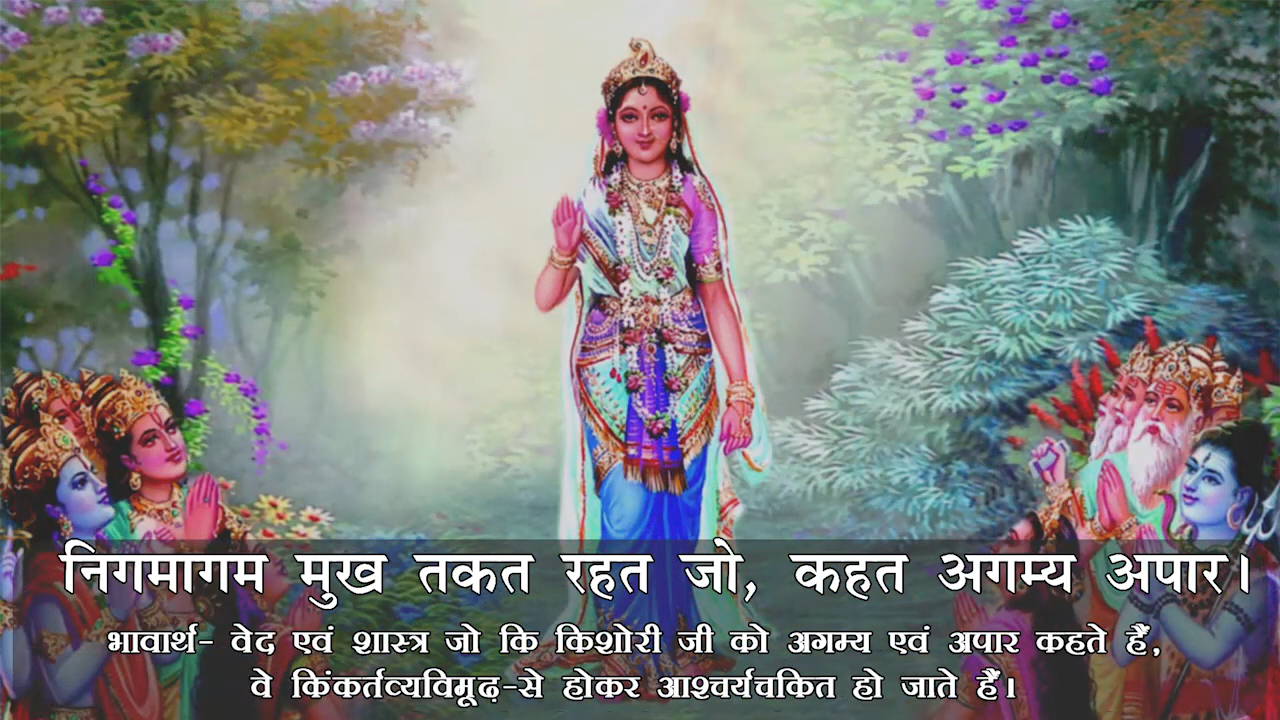 निगमागम मुख तकत रहत जो, कहत अगम्य अपार।
भावार्थ- वेद एवं शास्त्र जो कि किशोरी जी को अगम्य एवं अपार कहते हैं,
वे किंकर्तव्यविमूढ़-से होकर आश्चर्यचकित हो जाते हैं।